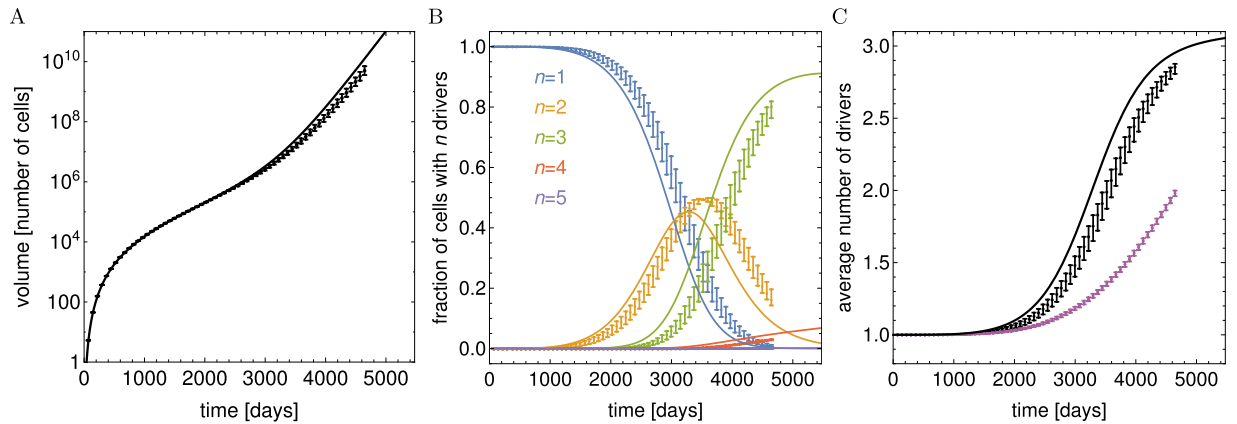 A
volume [number of cells]
10^10
10^8
10^6
10^4
100
1
0 1000 2000 3000 4000 5000
time [days]
B
fraction of cells with n drivers
1.0
0.8
0.6
0.4
0.2
0.0
n=1
n=2
n=3
n=4
n=5
0 1000 2000 3000 4000 5000
time [days]
C
average number of drivers
3.0
2.5
2.0
1.5
1.0
0 1000 2000 3000 4000 5000
time [days]